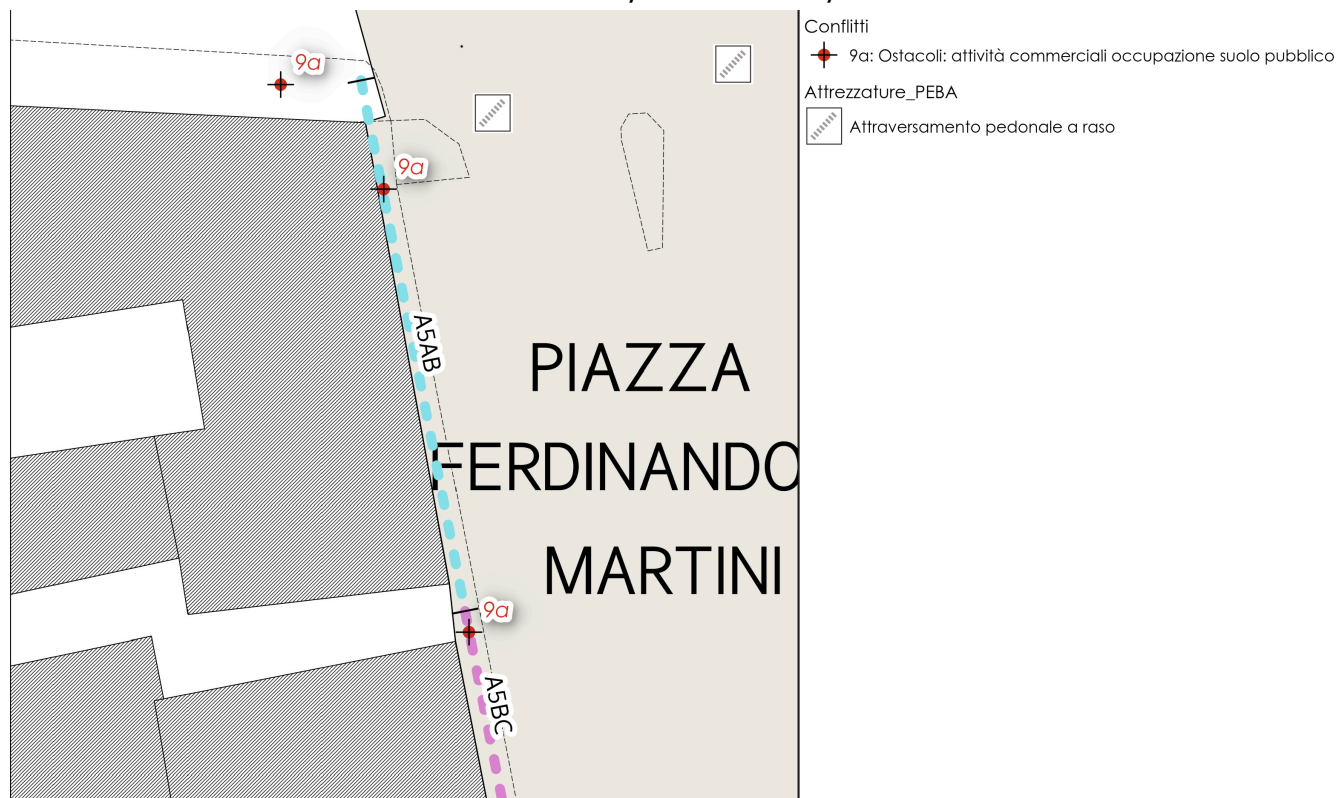 9a
9a
A5AB
PIAZZA
FERDINANDO
MARTINI
9a
A5BC
Conflitti
9a: Ostacoli: attività commerciali occupazione suolo pubblico
Attrezzature_PEBA
Attraversamento pedonale a raso